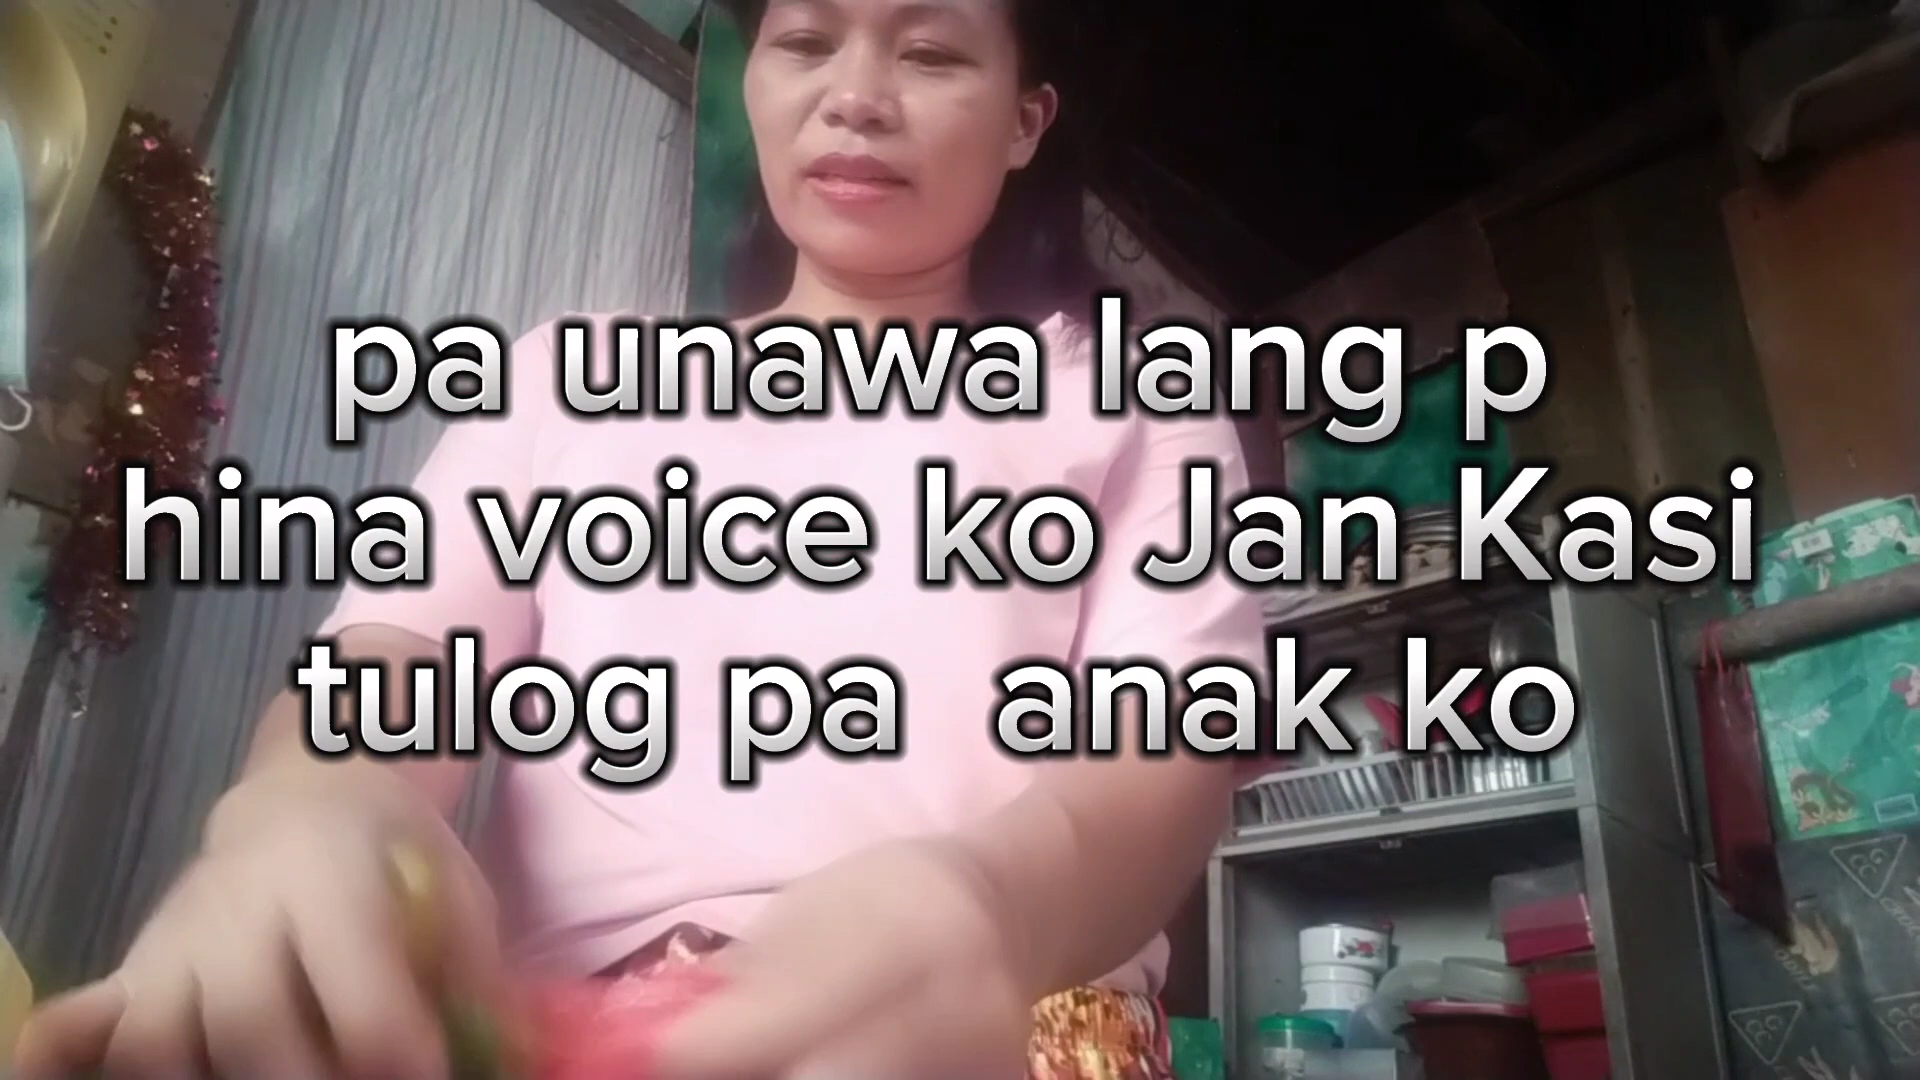 pa unawa lang p
hina voice ko Jan Kasi
tulog pa anak ko